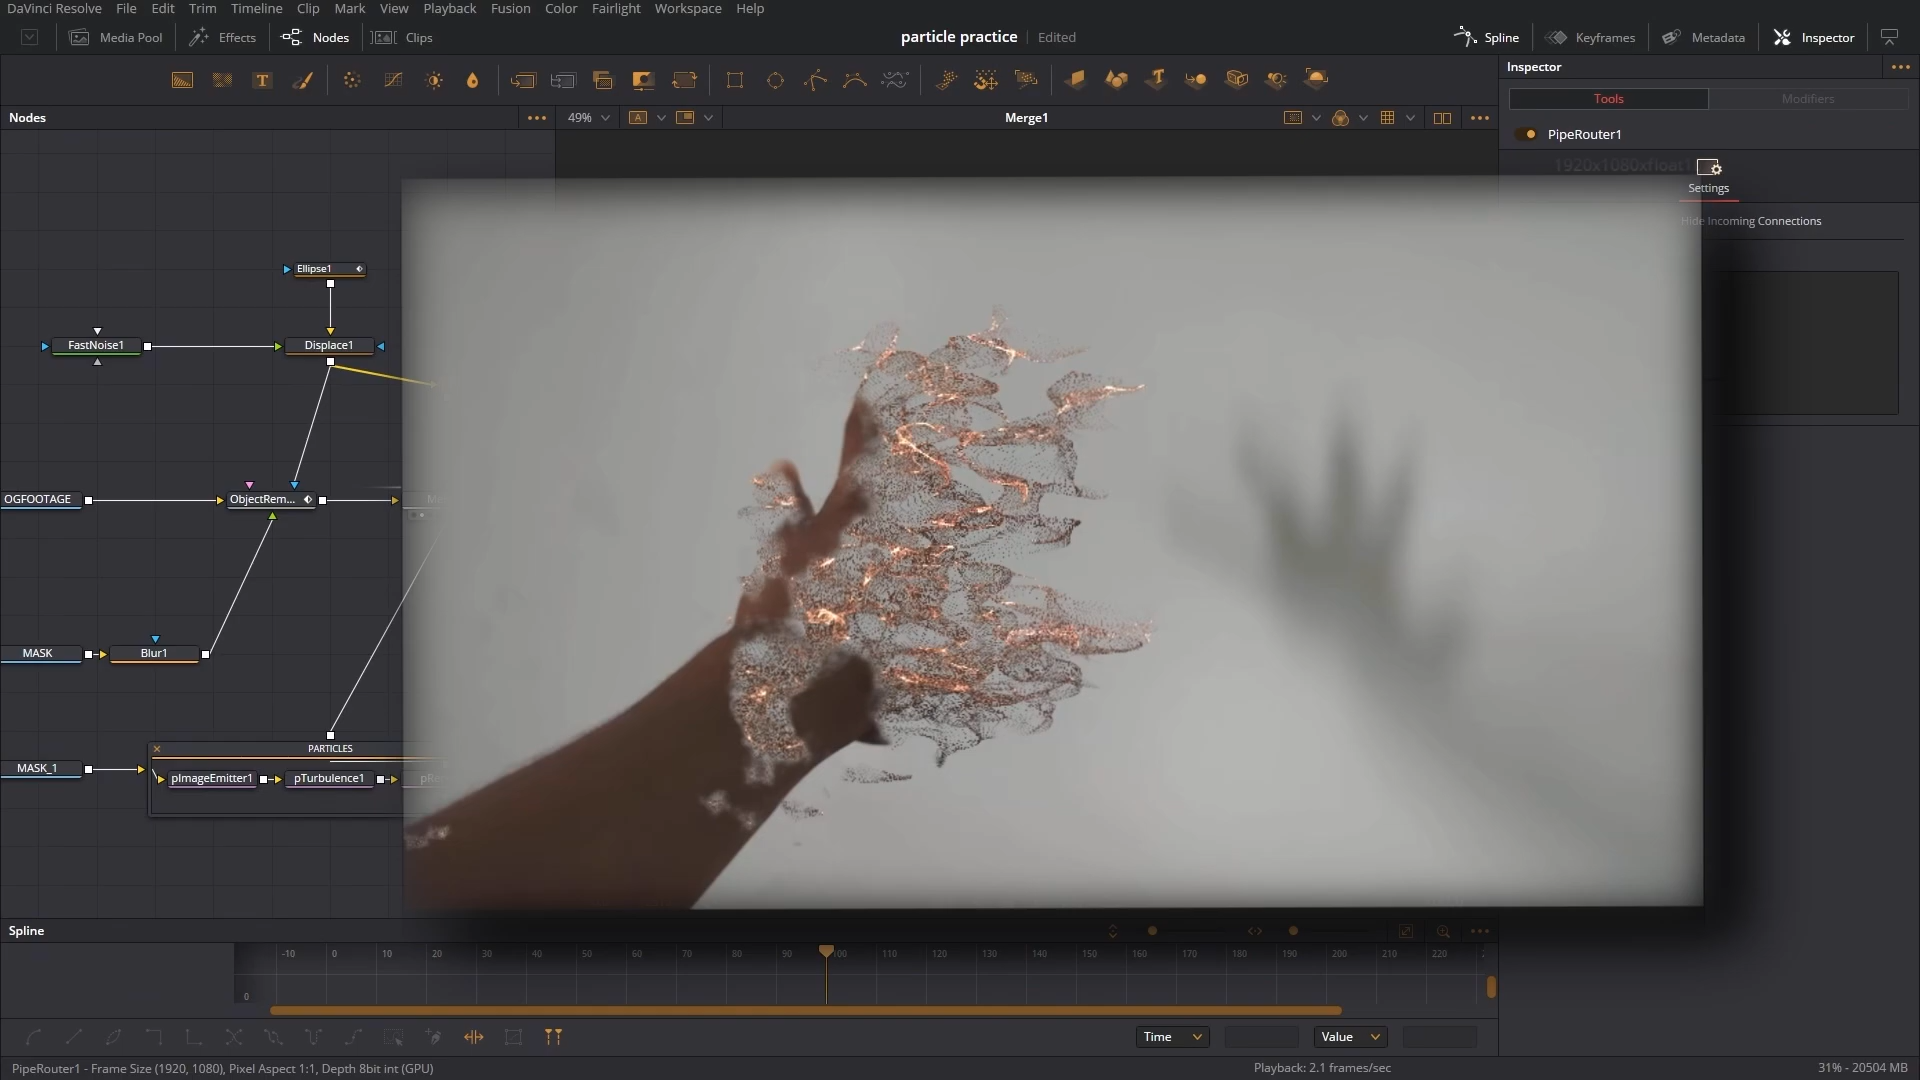 DaVinci Resolve File Edit Trim Timeline Clip Mark View Playback Fusion Color Fairlight Workspace Help
Media Pool Effects Nodes Clips particle practice Edited Spline Keyframes Metadata Inspector
Inspector
Nodes 49% A Merge1 Tools Modifiers
T
PipeRouter1
Settings
Hide Incoming Connections
Ellipse1
FastNoise1 Displace1
OGFOOTAGE ObjectRem...
MASK Blur1
PARTICLES
MASK_1 pImageEmitter1 pTurbulence1
Spline
-10 0 10 20 30 40 50 60 70 80 90 100 110 120 130 140 150 160 170 180 190 200 210 220
0
Time Value
PipeRouter1 - Frame Size (1920, 1080), Pixel Aspect 1:1, Depth 8bit int (GPU) Playback: 2.1 frames/sec 31% - 20504 MB